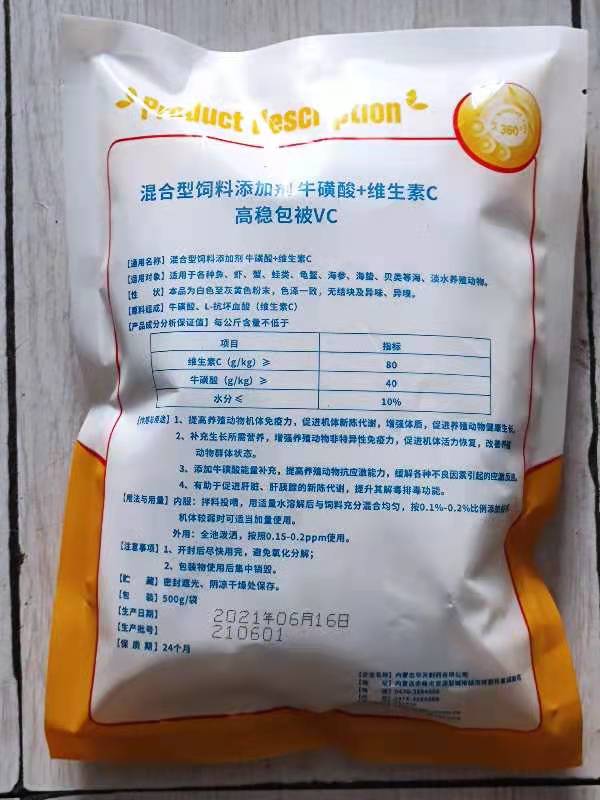 Product Description
360°
混合型饲料添加剂 牛磺酸+维生素C
高稳包被VC
【通用名称】混合型饲料添加剂 牛磺酸+维生素C
【适用对象】适用于各种鱼、虾、蟹、蛙类、龟鳖、海参、海蜇、贝类等海、淡水养殖动物。
【性 状】本品为白色至灰黄色粉末，色泽一致，无结块及异味、异嗅。
【原料组成】牛磺酸、L-抗坏血酸（维生素C）
【产品成分分析保证值】每公斤含量不低于
项目 指标
维生素C（g/kg）≥ 80
牛磺酸（g/kg）≥ 40
水分 ≤ 10%
【作用与用途】1、提高养殖动物机体免疫力，促进机体新陈代谢，增强体质，促进养殖动物健康生长。
2、补充生长所需营养，增强养殖动物非特异性免疫力，促进机体活力恢复，改善养殖
动物群体状态。
3、添加牛磺酸能量补充，提高养殖动物抗应激能力，缓解各种不良因素引起的应激反应。
4、有助于促进肝脏、肝胰腺的新陈代谢，提升其解毒排毒功能。
【用法与用量】内服：拌料投喂，用适量水溶解后与饲料充分混合均匀，按0.1%-0.2%比例添加
机体较弱时可适当加量使用。
外用：全池泼洒，按照0.15-0.2ppm使用。
【注意事项】1、开封后尽快用完，避免氧化分解；
2、包装物使用后集中销毁。
【贮 藏】密封遮光、阴凉干燥处保存。
【包 装】500g/袋
【生产日期】 2021年06月16日
【生产批号】 210601
【保 质 期】24个月
【企业名称】
【地 址】